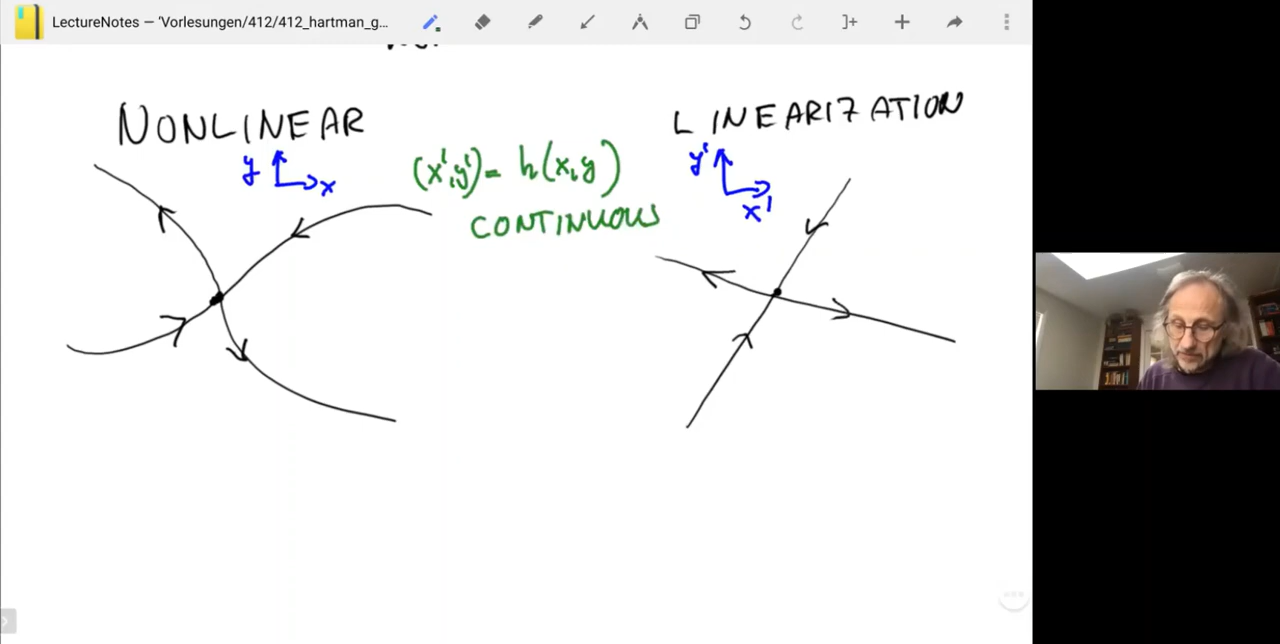 LectureNotes — ‘Vorlesungen/412/412_hartman_g...
NONLINEAR
LINEARIZATION
y x
(x',y') = h(x,y)
CONTINUOUS
y'
x'